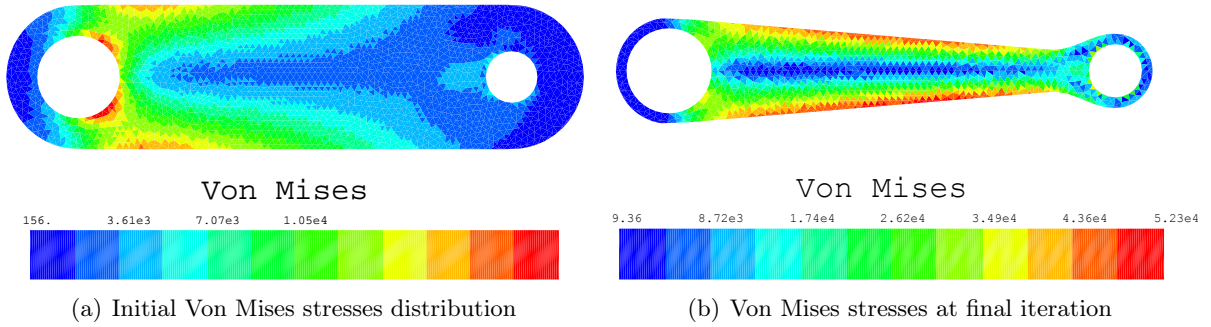 Von Mises
156. 3.61e3 7.07e3 1.05e4
(a) Initial Von Mises stresses distribution
Von Mises
9.36 8.72e3 1.74e4 2.62e4 3.49e4 4.36e4 5.23e4
(b) Von Mises stresses at final iteration